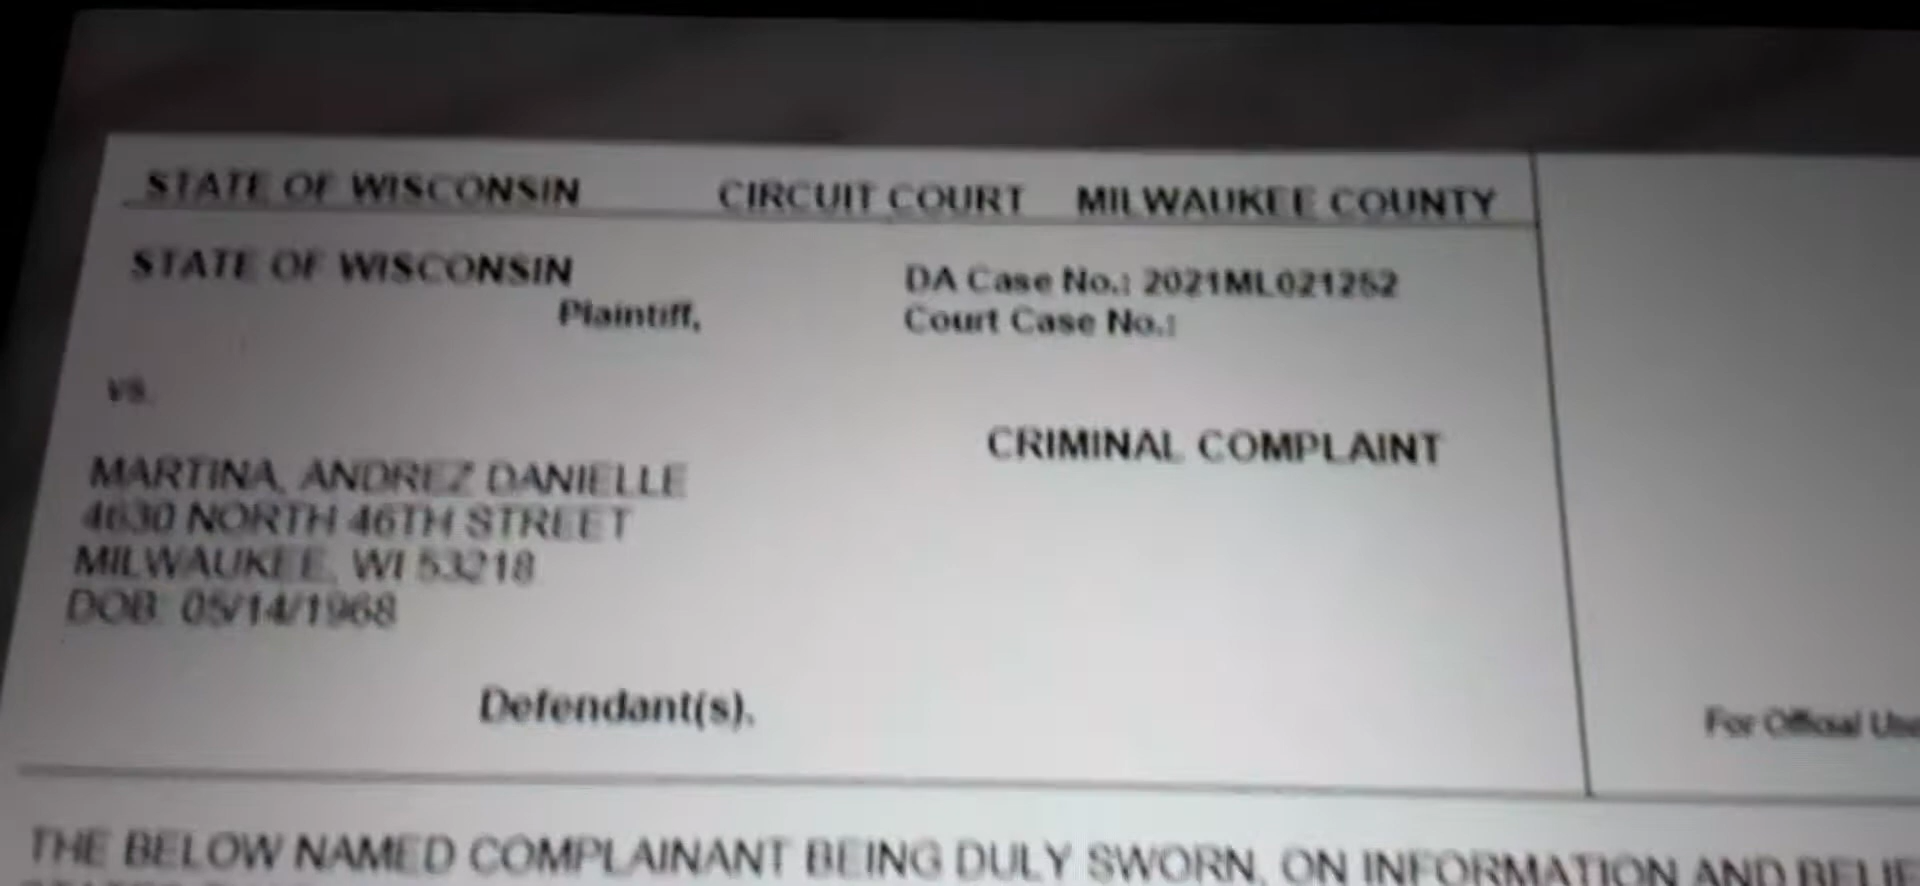 STATE OF WISCONSIN CIRCUIT COURT MILWAUKEE COUNTY
STATE OF WISCONSIN
Plaintiff,
DA Case No.: 2021ML021252
Court Case No.:
vs.
CRIMINAL COMPLAINT
MARTINA, ANDREZ DANIELLE
4630 NORTH 46TH STREET
MILWAUKEE, WI 53218
DOB: 05/14/1968
Defendant(s).
For Official Use
THE BELOW NAMED COMPLAINANT BEING DULY SWORN, ON INFORMATION AND BELIE